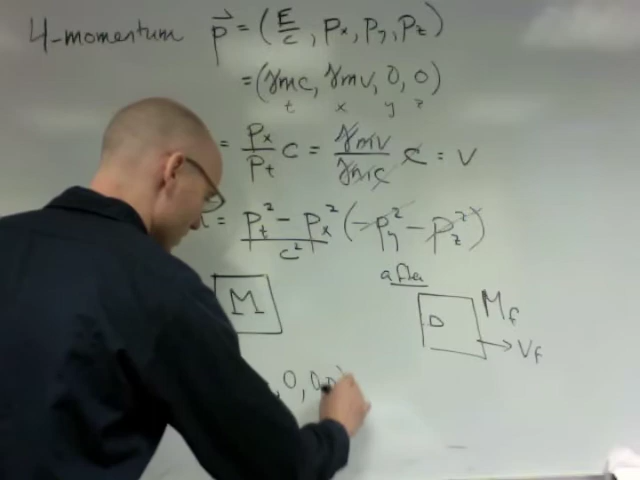 4-momentum p⃗ = (E/c, Px, Py, Pz)
= (γmc, γmv, 0, 0)
t x y z
= Px/Pt c = γmv/γmc c = v
= Pt² - Px² (-Py² - Pz²)/c²
after
M
D
Mf
→ Vf
, 0, 0, 0)